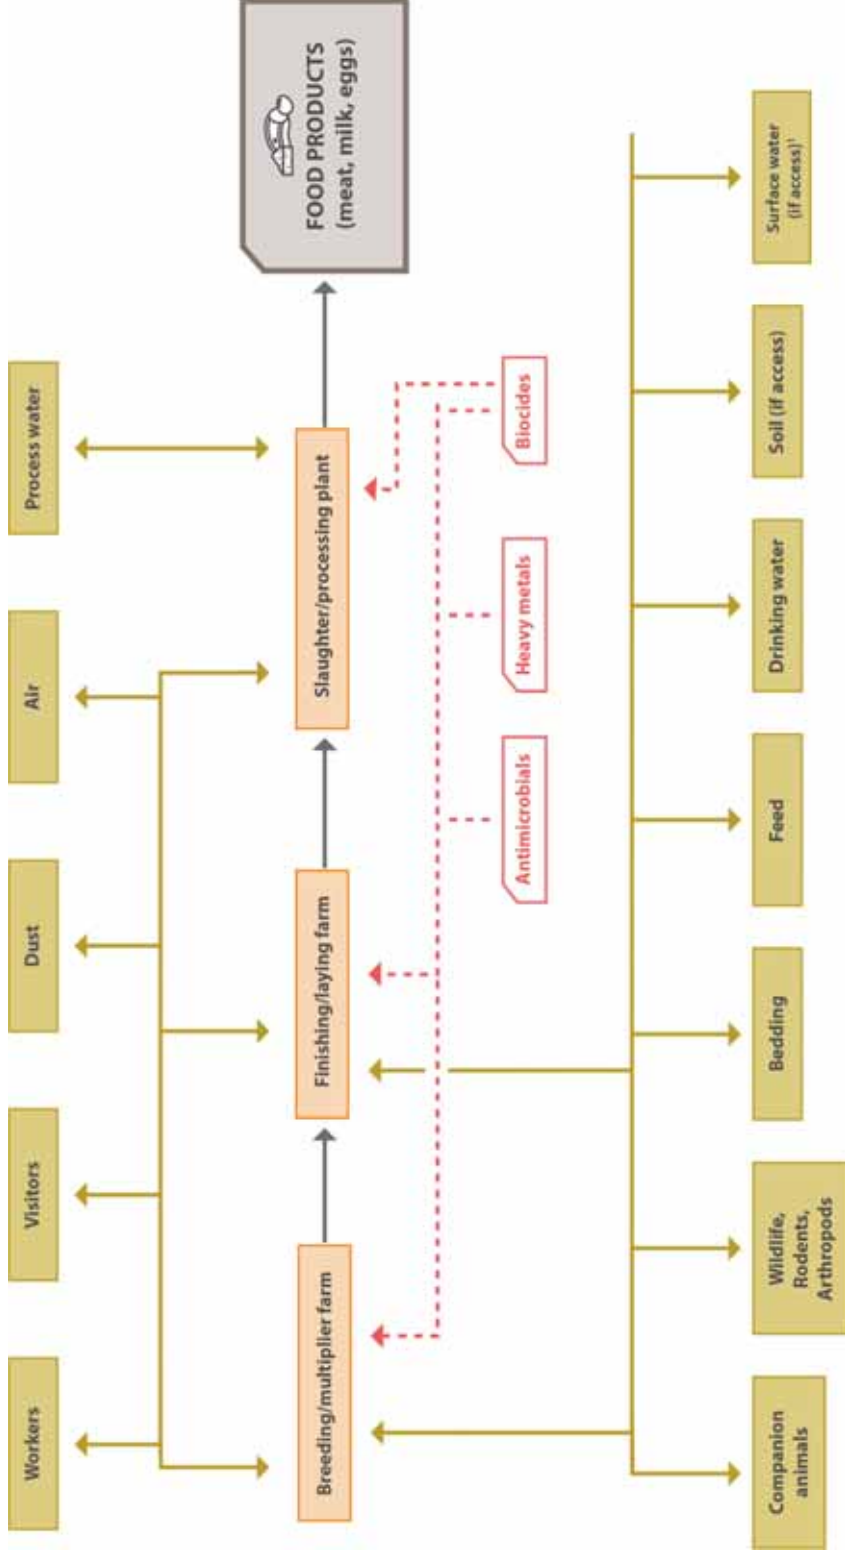 Workers
Visitors
Dust
Air
Process water
Breeding/multiplier farm
Finishing/laying farm
Slaughter/processing plant
FOOD PRODUCTS
(meat, milk, eggs)
Antimicrobials
Heavy metals
Biocides
Companion
animals
Wildlife,
Rodents,
Arthropods
Bedding
Feed
Drinking water
Soil (if access)
Surface water
(if access)¹